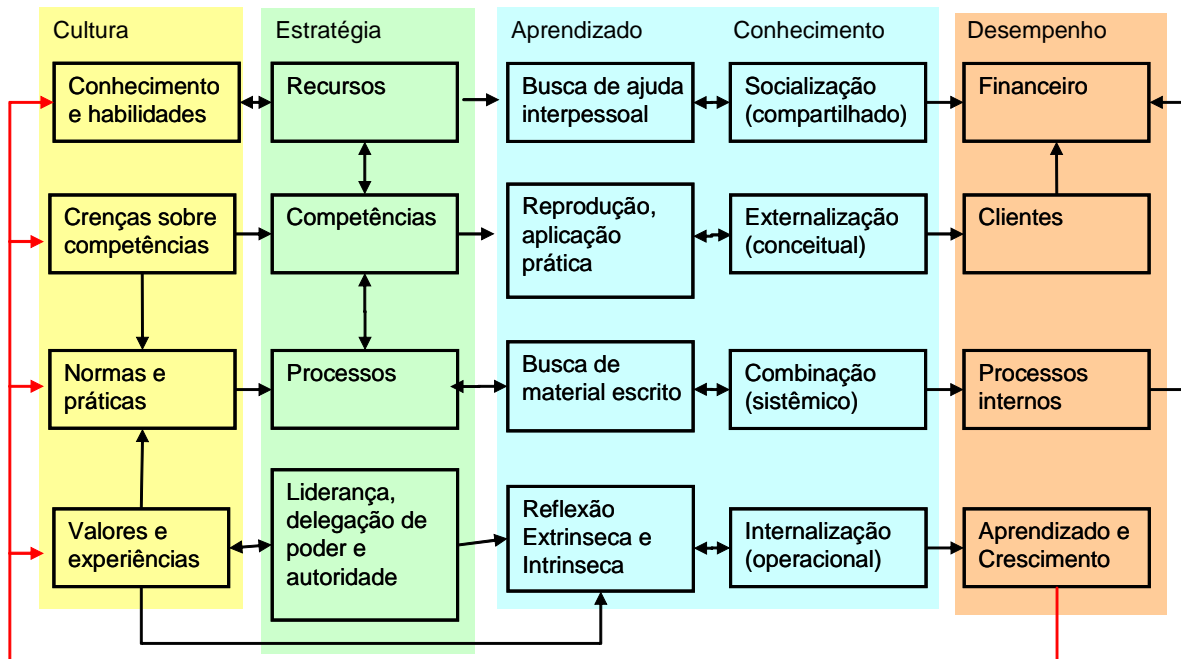 Cultura
Estratégia
Aprendizado
Conhecimento
Desempenho
Conhecimento
e habilidades
Recursos
Busca de ajuda
interpessoal
Socialização
(compartilhado)
Financeiro
Crenças sobre
competências
Competências
Reprodução,
aplicação
prática
Externalização
(conceitual)
Clientes
Normas e
práticas
Processos
Busca de
material escrito
Combinação
(sistêmico)
Processos
internos
Valores e
experiências
Liderança,
delegação de
poder e
autoridade
Reflexão
Extrinseca e
Intrinseca
Internalização
(operacional)
Aprendizado e
Crescimento